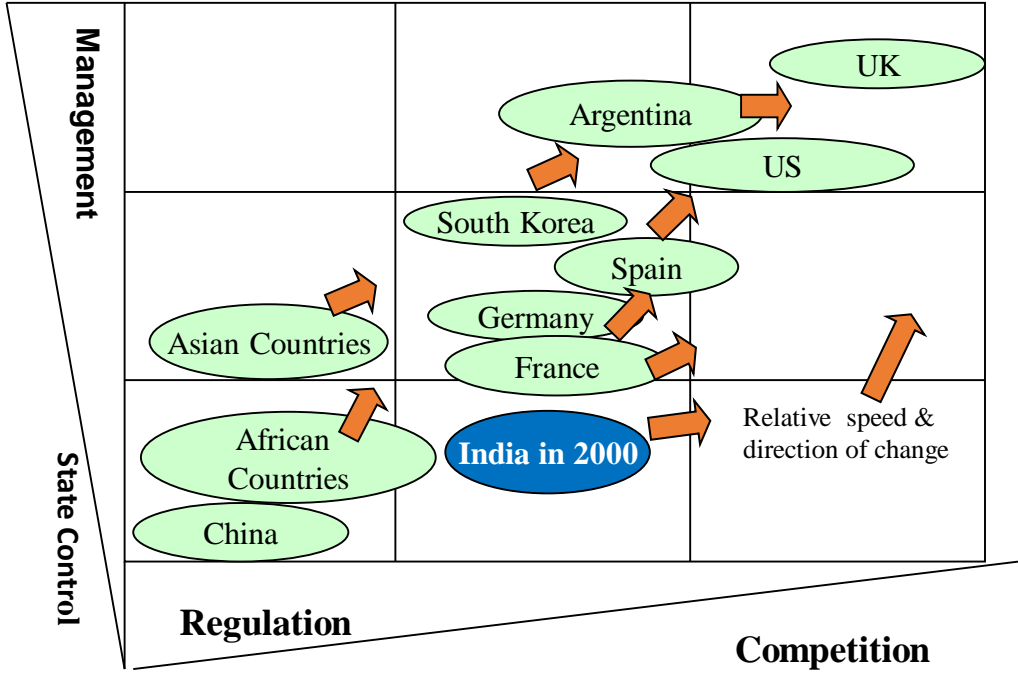 Management
State Control
UK
Argentina
US
South Korea
Spain
Germany
Asian Countries
France
African
Countries
India in 2000
Relative speed &
direction of change
China
Regulation
Competition